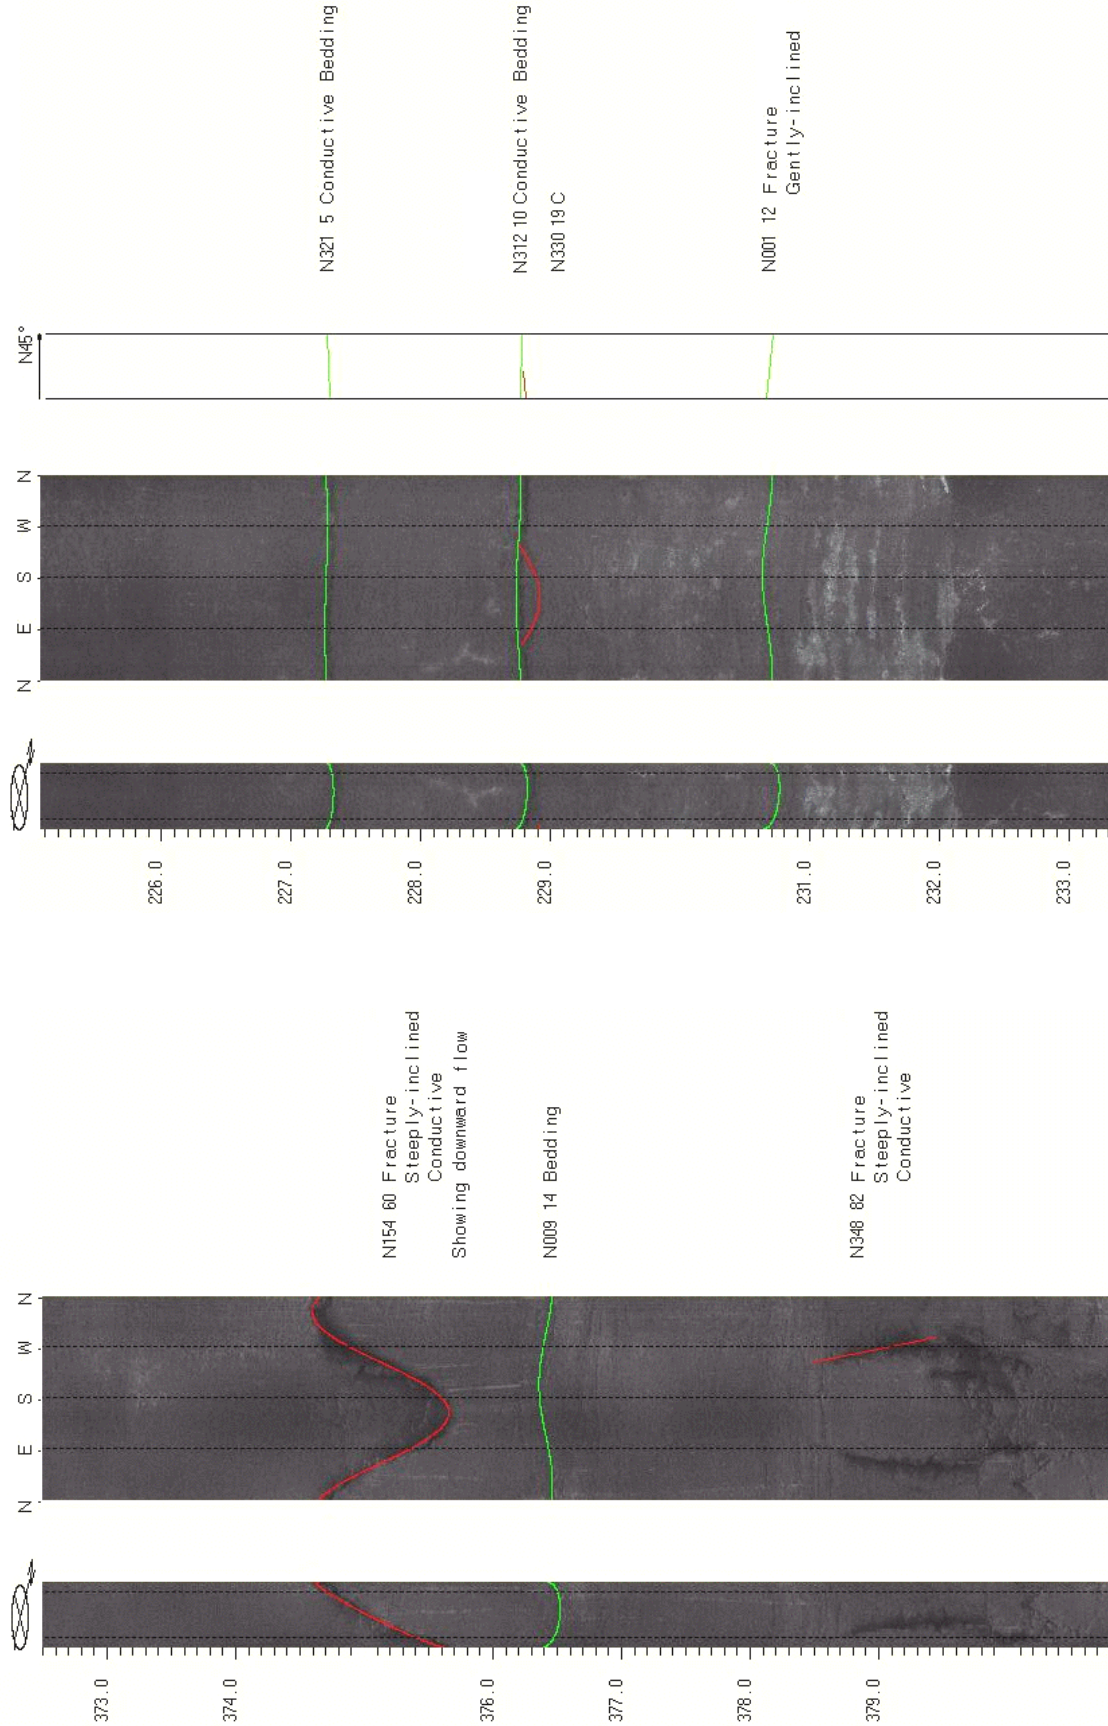 N45°
N W S E N
226.0
227.0
228.0
229.0
231.0
232.0
233.0
N321 5 Conductive Bedding
N312 10 Conductive Bedding
N330 19 C
N001 12 Fracture
Gently-inclined
N W S E N
373.0
374.0
376.0
377.0
378.0
379.0
N154 60 Fracture
Steeply-inclined
Conductive
Showing downward flow
N009 14 Bedding
N348 82 Fracture
Steeply-inclined
Conductive